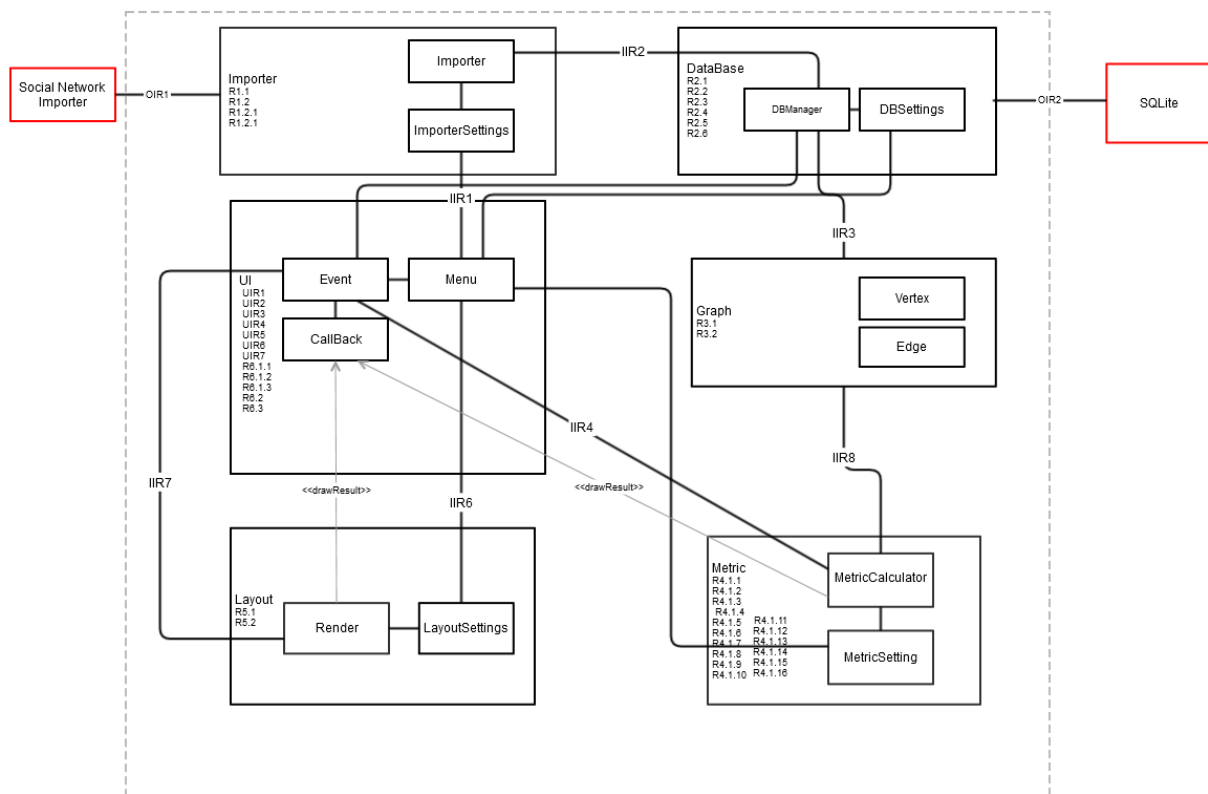 Social Network
Importer
OIR1
Importer
R1.1
R1.2
R1.2.1
R1.2.1
Importer
ImporterSettings
IIR2
DataBase
R2.1
R2.2
R2.3
R2.4
R2.5
R2.6
DBManager
DBSettings
OIR2
SQLite
IIR1
IIR3
UI
UIR1
UIR2
UIR3
UIR4
UIR5
UIR6
UIR7
R6.1.1
R6.1.2
R6.1.3
R6.2
R6.3
Event
Menu
CallBack
Graph
R3.1
R3.2
Vertex
Edge
IIR4
IIR8
IIR7
<<drawResult>>
IIR6
<<drawResult>>
Layout
R5.1
R5.2
Render
LayoutSettings
Metric
R4.1.1
R4.1.2
R4.1.3
R4.1.4
R4.1.5
R4.1.6
R4.1.7
R4.1.8
R4.1.9
R4.1.10
R4.1.11
R4.1.12
R4.1.13
R4.1.14
R4.1.15
R4.1.16
MetricCalculator
MetricSetting